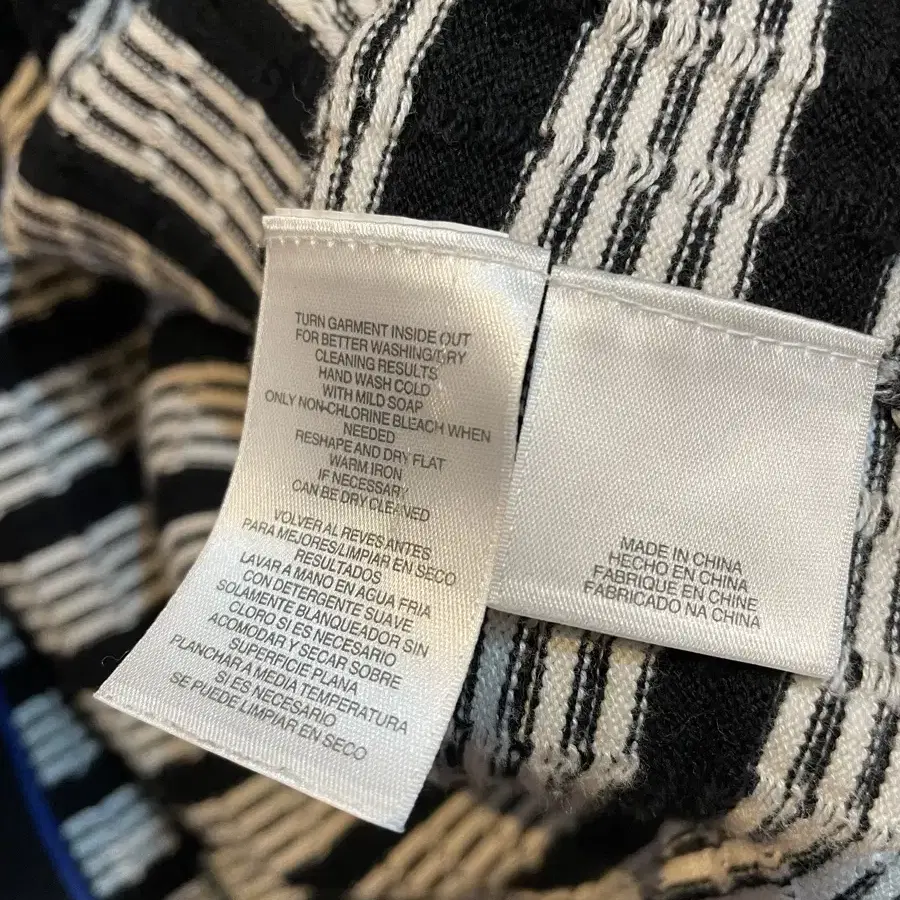 TURN GARMENT INSIDE OUT
FOR BETTER WASHING/DRY
CLEANING RESULTS
HAND WASH COLD
WITH MILD SOAP
ONLY NON-CHLORINE BLEACH WHEN
NEEDED
RESHAPE AND DRY FLAT
WARM IRON
IF NECESSARY
CAN BE DRY CLEANED
VOLVER AL REVES ANTES
PARA MEJORES/LIMPIAR EN SECO
RESULTADOS
LAVAR A MANO EN AGUA FRIA
CON DETERGENTE SUAVE
SOLAMENTE BLANQUEADOR SIN
CLORO SI ES NECESARIO
ACOMODAR Y SECAR SOBRE
SUPERFICIE PLANA
PLANCHAR A MEDIA TEMPERATURA
SI ES NECESARIO
SE PUEDE LIMPIAR EN SECO
MADE IN CHINA
HECHO EN CHINA
FABRIQUE EN CHINE
FABRICADO NA CHINA